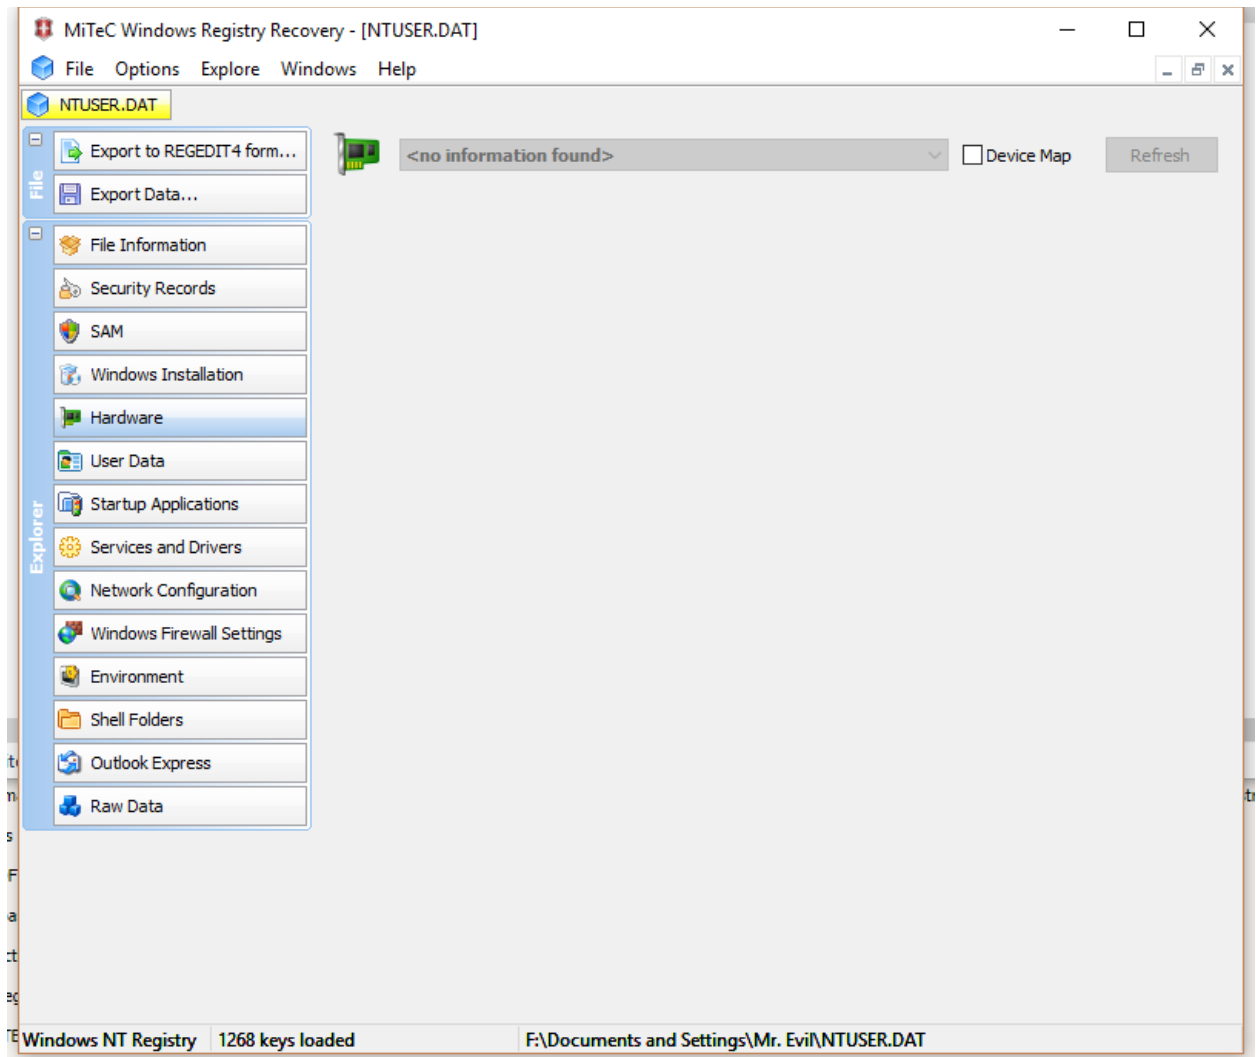 MiTeC Windows Registry Recovery - [NTUSER.DAT]
File Options Explore Windows Help
NTUSER.DAT
File
Export to REGEDIT4 form...
Export Data...
<no information found>
Device Map
Refresh
Explorer
File Information
Security Records
SAM
Windows Installation
Hardware
User Data
Startup Applications
Services and Drivers
Network Configuration
Windows Firewall Settings
Environment
Shell Folders
Outlook Express
Raw Data
Windows NT Registry 1268 keys loaded F:\Documents and Settings\Mr. Evil\NTUSER.DAT